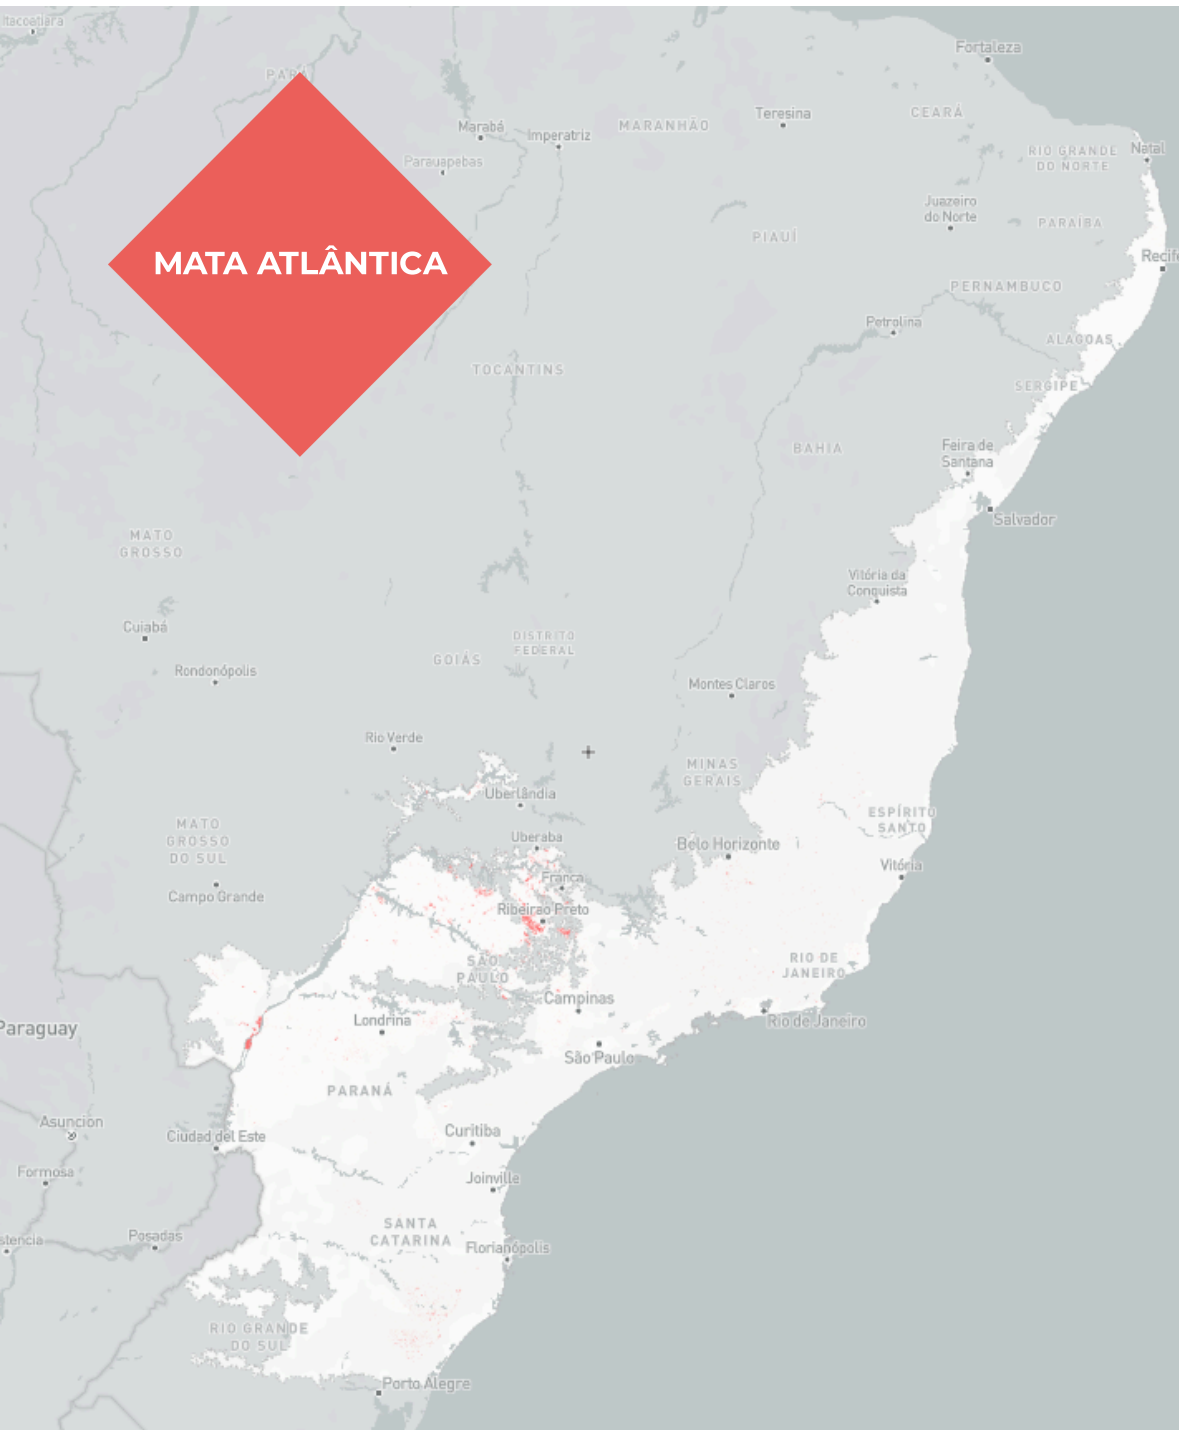 Itacoatiara
Fortaleza
PARÁ
Marabá
Imperatriz
MARANHÃO
Teresina
CEARÁ
Parauapebas
RIO GRANDE
DO NORTE
Natal
Juazeiro
do Norte
PARAÍBA
PIAUÍ
MATA ATLÂNTICA
Recife
PERNAMBUCO
Petrolina
ALAGOAS
TOCANTINS
SERGIPE
BAHIA
Feira de
Santana
Salvador
MATO
GROSSO
Vitória da
Conquista
Cuiabá
DISTRITO
FEDERAL
GOIÁS
Rondonópolis
Montes Claros
Rio Verde
MINAS
GERAIS
Uberlândia
ESPÍRITO
SANTO
MATO
GROSSO
DO SUL
Uberaba
Belo Horizonte
Vitória
Franca
Campo Grande
Ribeirao Preto
SÃO
PAULO
RIO DE
JANEIRO
Campinas
Londrina
Rio de Janeiro
Paraguay
São Paulo
PARANÁ
Asunción
Ciudad del Este
Curitiba
Formosa
Joinville
SANTA
CATARINA
Posadas
stencia
Florianópolis
RIO GRANDE
DO SUL
Porto Alegre